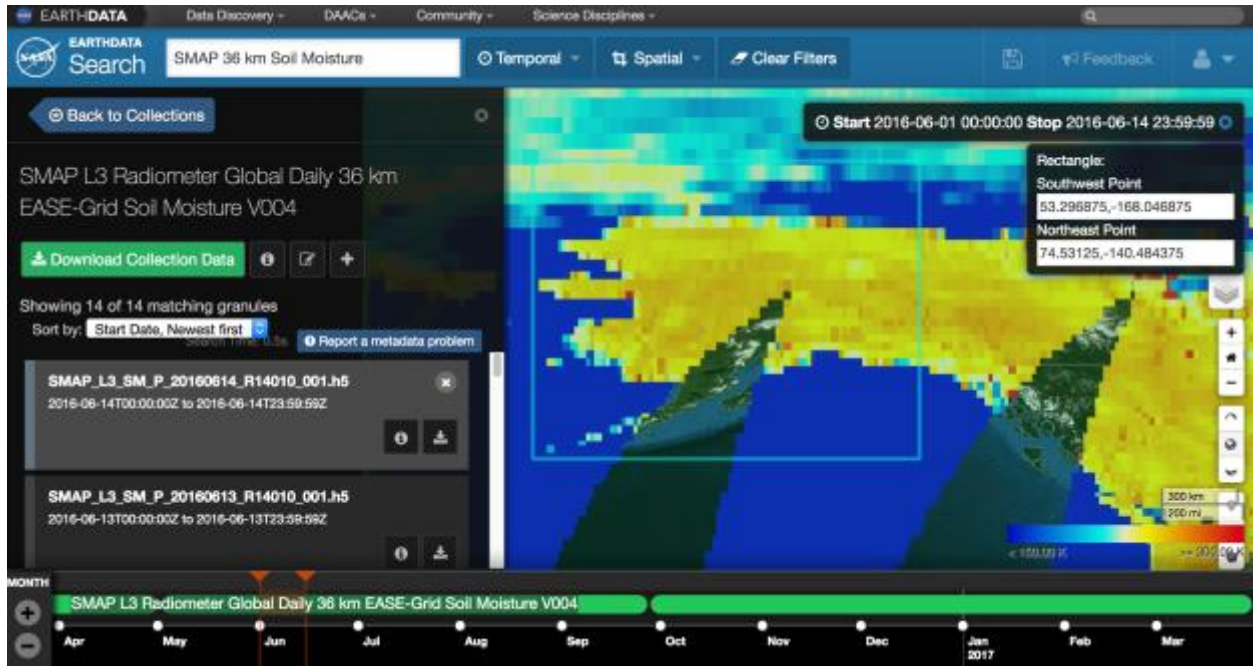 EARTHDATA Data Discovery DAACs Community Science Disciplines
EARTHDATA
Search
SMAP 36 km Soil Moisture
Temporal Spatial Clear Filters Feedback
Back to Collections
Start 2016-06-01 00:00:00 Stop 2016-06-14 23:59:59
Rectangle:
Southwest Point
53.296875,-168.046875
Northeast Point
74.53125,-140.484375
SMAP L3 Radiometer Global Daily 36 km
EASE-Grid Soil Moisture V004
Download Collection Data
Showing 14 of 14 matching granules
Sort by: Start Date, Newest first
Search Time: 0.5s
Report a metadata problem
SMAP_L3_SM_P_20160614_R14010_001.h5
2016-06-14T00:00:00Z to 2016-06-14T23:59:59Z
SMAP_L3_SM_P_20160613_R14010_001.h5
2016-06-13T00:00:00Z to 2016-06-13T23:59:59Z
300 km
200 mi
MONTH
SMAP L3 Radiometer Global Daily 36 km EASE-Grid Soil Moisture V004
Apr May Jun Jul Aug Sep Oct Nov Dec Jan Feb Mar
2017